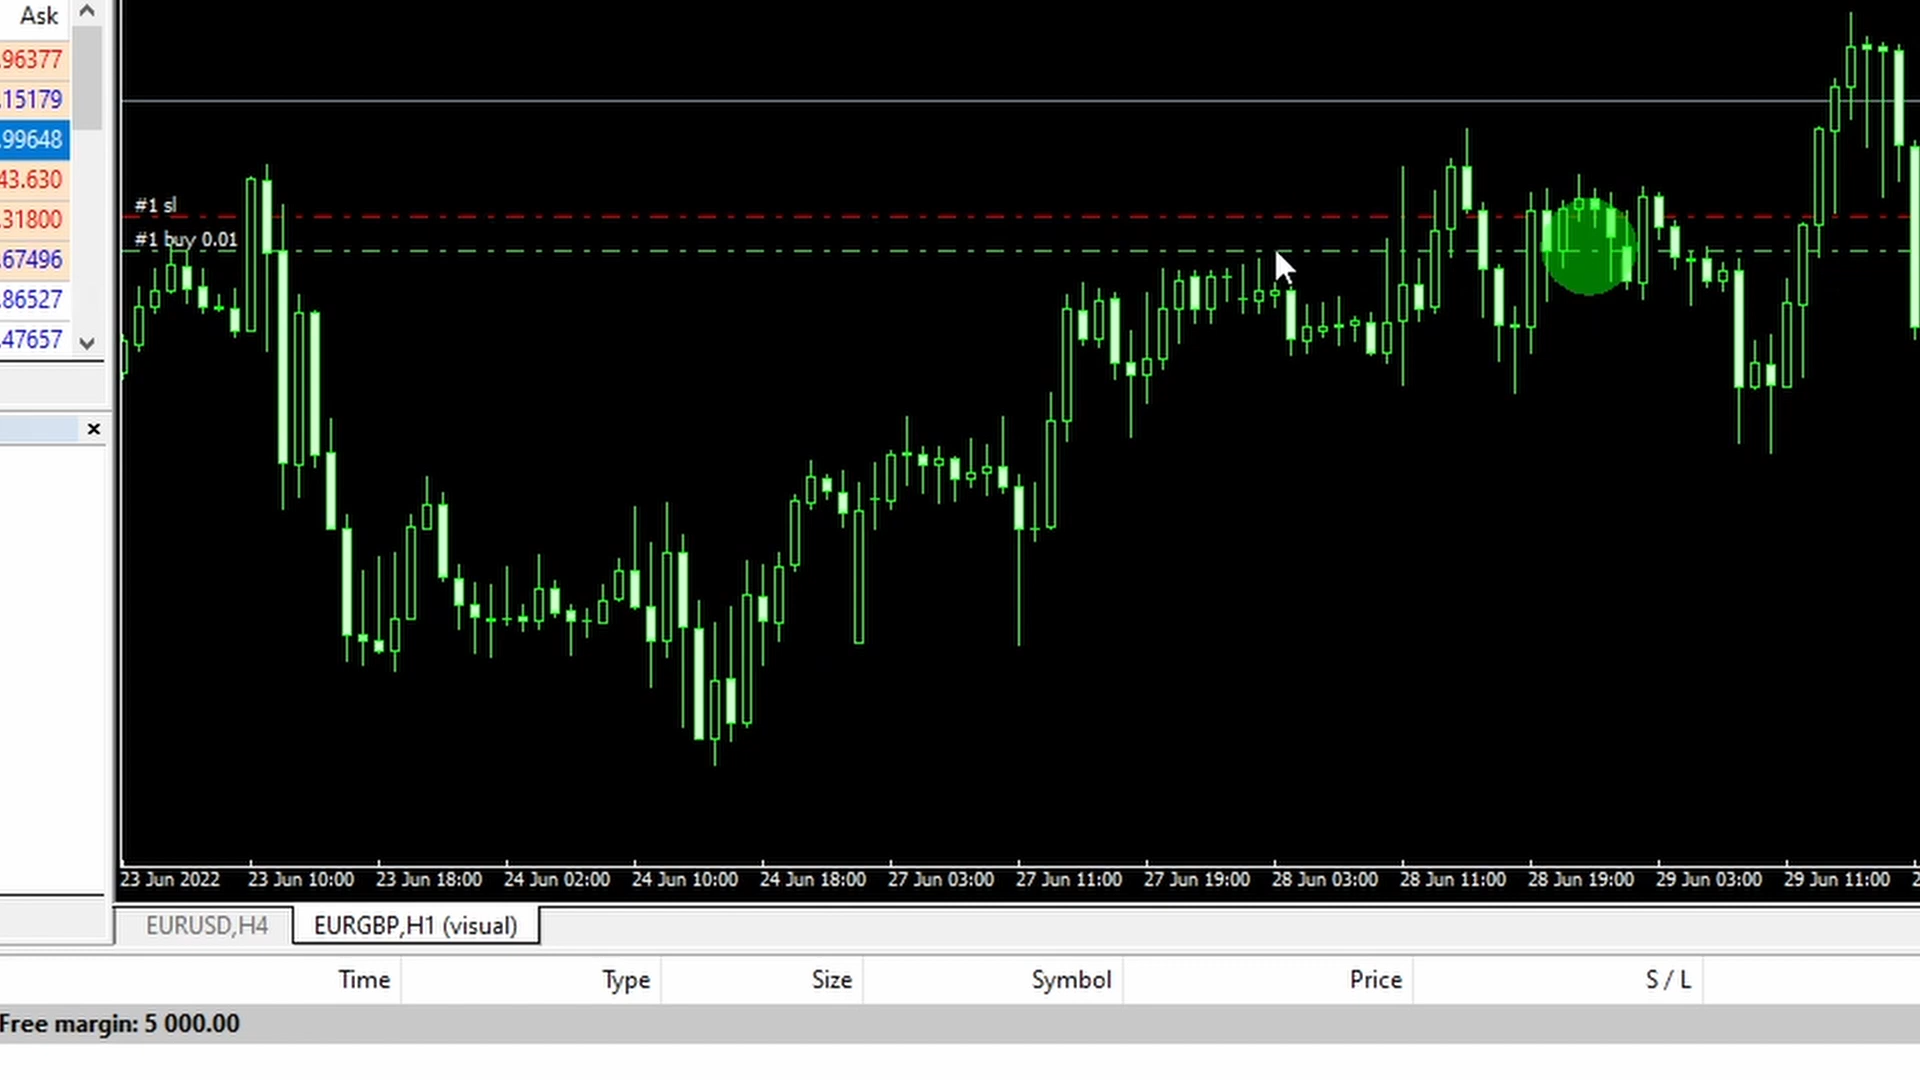 Ask
.96377
.15179
.99648
43.630
.31800
.67496
.86527
.47657
#1 sl
#1 buy 0.01
23 Jun 2022 23 Jun 10:00 23 Jun 18:00 24 Jun 02:00 24 Jun 10:00 24 Jun 18:00 27 Jun 03:00 27 Jun 11:00 27 Jun 19:00 28 Jun 03:00 28 Jun 11:00 28 Jun 19:00 29 Jun 03:00 29 Jun 11:00
EURUSD,H4 EURGBP,H1 (visual)
Time Type Size Symbol Price S / L
Free margin: 5 000.00